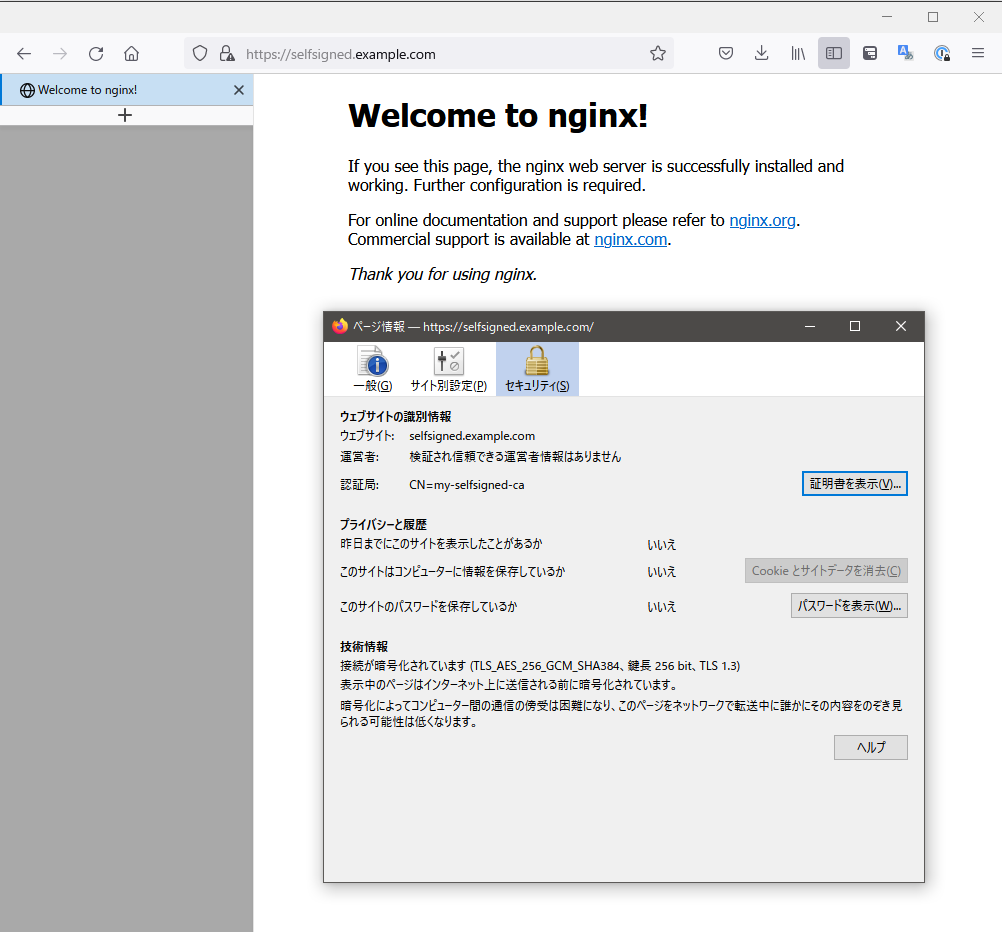 https://selfsigned.example.com
Welcome to nginx!
Welcome to nginx!
If you see this page, the nginx web server is successfully installed and
working. Further configuration is required.
For online documentation and support please refer to nginx.org.
Commercial support is available at nginx.com.
Thank you for using nginx.
ページ情報 — https://selfsigned.example.com/
一般(G) サイト別設定(P) セキュリティ(S)
ウェブサイトの識別情報
ウェブサイト: selfsigned.example.com
運営者: 検証され信頼できる運営者情報はありません
認証局: CN=my-selfsigned-ca 証明書を表示(V)...
プライバシーと履歴
昨日までにこのサイトを表示したことがあるか いいえ
このサイトはコンピューターに情報を保存しているか いいえ Cookie とサイトデータを消去(C)
このサイトのパスワードを保存しているか いいえ パスワードを表示(W)...
技術情報
接続が暗号化されています (TLS_AES_256_GCM_SHA384、鍵長 256 bit、TLS 1.3)
表示中のページはインターネット上に送信される前に暗号化されています。
暗号化によってコンピューター間の通信の傍受は困難になり、このページをネットワークで転送中に誰かにその内容をのぞき見
られる可能性は低くなります。
ヘルプ